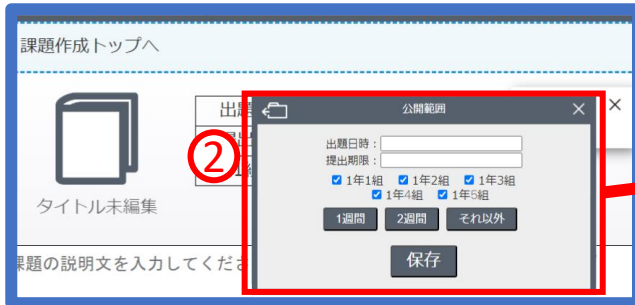 課題作成トップへ
出題
②
公開範囲
×
×
出題日時：
提出期限：
1年1組 1年2組 1年3組
1年4組 1年5組
1週間 2週間 それ以外
保存
タイトル未編集
課題の説明文を入力してくださ